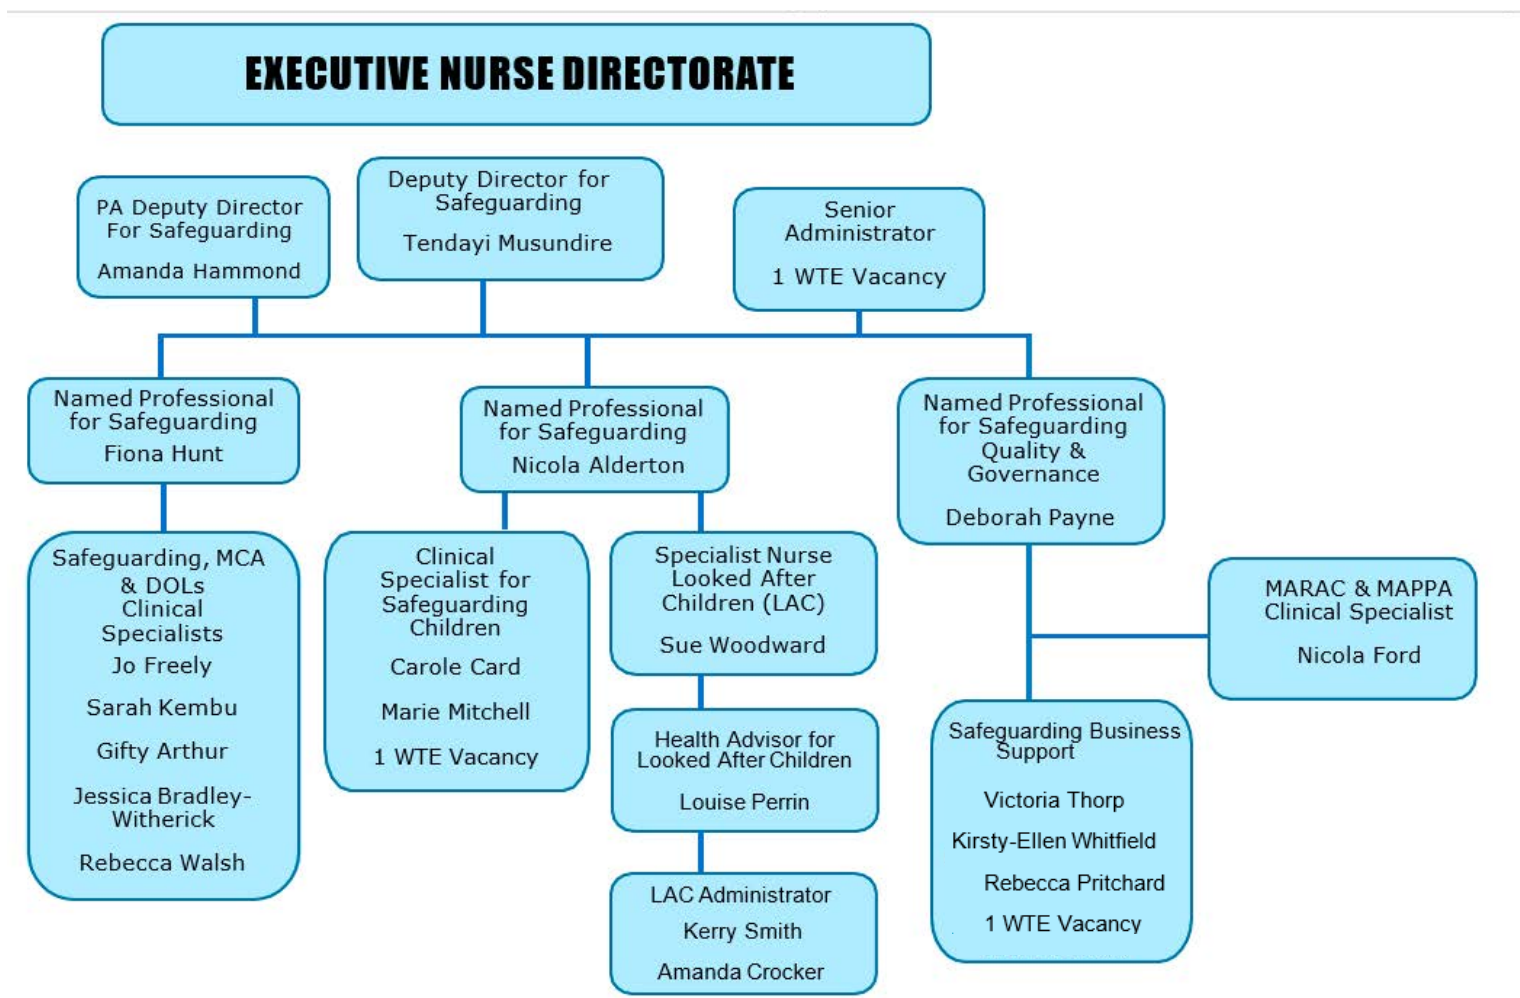 EXECUTIVE NURSE DIRECTORATE
PA Deputy Director
For Safeguarding
Amanda Hammond
Deputy Director for
Safeguarding
Tendayi Musundire
Senior
Administrator
1 WTE Vacancy
Named Professional
for Safeguarding
Fiona Hunt
Named Professional
for Safeguarding
Nicola Alderton
Named Professional
for Safeguarding
Quality &
Governance
Deborah Payne
Safeguarding, MCA
& DOLs
Clinical
Specialists
Jo Freely
Sarah Kembu
Gifty Arthur
Jessica Bradley-
Witherick
Rebecca Walsh
Clinical
Specialist for
Safeguarding
Children
Carole Card
Marie Mitchell
1 WTE Vacancy
Specialist Nurse
Looked After
Children (LAC)
Sue Woodward
Health Advisor for
Looked After Children
Louise Perrin
LAC Administrator
Kerry Smith
Amanda Crocker
MARAC & MAPPA
Clinical Specialist
Nicola Ford
Safeguarding Business
Support
Victoria Thorp
Kirsty-Ellen Whitfield
Rebecca Pritchard
1 WTE Vacancy